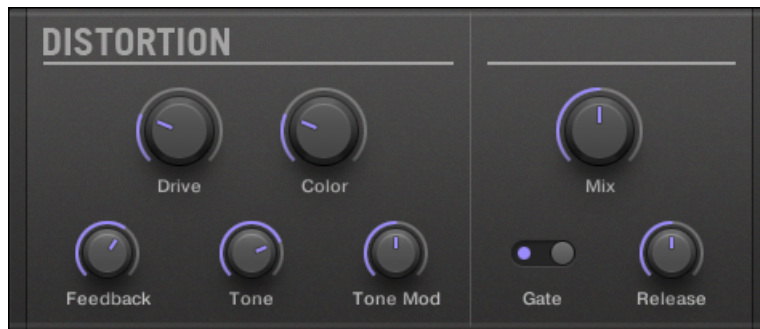 DISTORTION
Drive
Color
Mix
Feedback
Tone
Tone Mod
Gate
Release